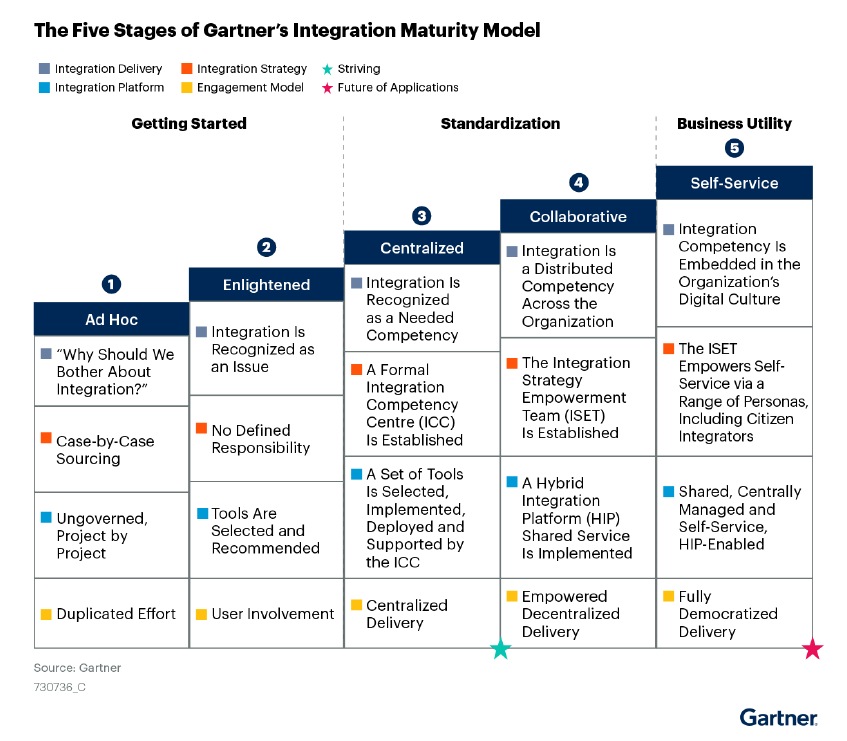 The Five Stages of Gartner's Integration Maturity Model
Integration Delivery
Integration Strategy
Striving
Integration Platform
Engagement Model
Future of Applications
Getting Started
Standardization
Business Utility
1
Ad Hoc
"Why Should We
Bother About
Integration?"
Case-by-Case
Sourcing
Ungoverned,
Project by
Project
Duplicated Effort
2
Enlightened
Integration Is
Recognized as
an Issue
No Defined
Responsibility
Tools Are
Selected and
Recommended
User Involvement
3
Centralized
Integration Is
Recognized
as a Needed
Competency
A Formal
Integration
Competency
Centre (ICC)
Is Established
A Set of Tools
Is Selected,
Implemented,
Deployed and
Supported by
the ICC
Centralized
Delivery
4
Collaborative
Integration Is
a Distributed
Competency
Across the
Organization
The Integration
Strategy
Empowerment
Team (ISET)
Is Established
A Hybrid
Integration
Platform (HIP)
Shared Service
Is Implemented
Empowered
Decentralized
Delivery
5
Self-Service
Integration
Competency Is
Embedded in the
Organization's
Digital Culture
The ISET
Empowers Self-
Service via a
Range of Personas,
Including Citizen
Integrators
Shared, Centrally
Managed and
Self-Service,
HIP-Enabled
Fully
Democratized
Delivery
Source: Gartner
730736_C
Gartner